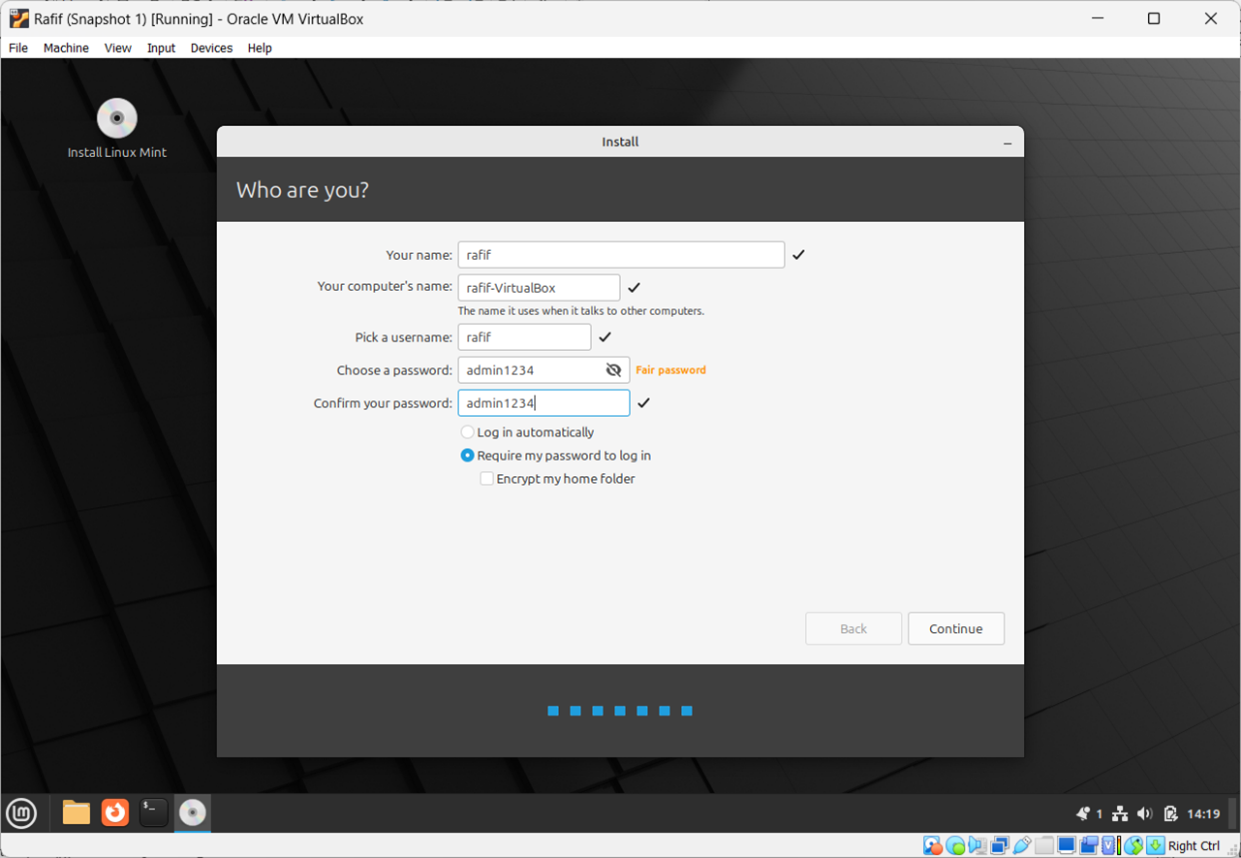 Rafif (Snapshot 1) [Running] - Oracle VM VirtualBox
File Machine View Input Devices Help
Install Linux Mint
Install
Who are you?
Your name: rafif
Your computer's name: rafif-VirtualBox
The name it uses when it talks to other computers.
Pick a username: rafif
Choose a password: admin1234 Fair password
Confirm your password: admin1234
Log in automatically
Require my password to log in
Encrypt my home folder
Back Continue
$_ 1 14:19
Right Ctrl